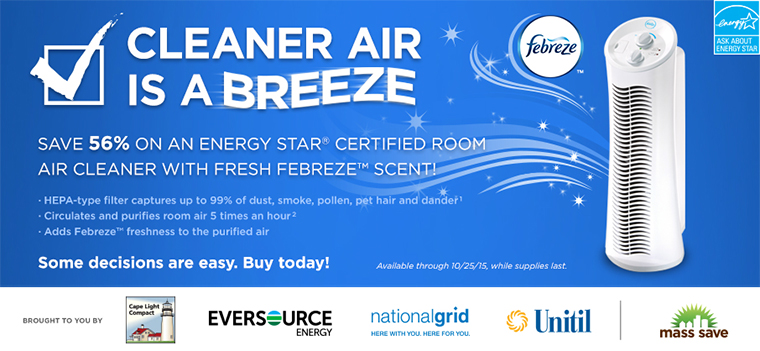 CLEANER AIR
IS A BREEZE
febreze™
energy
ASK ABOUT
ENERGY STAR
SAVE 56% ON AN ENERGY STAR® CERTIFIED ROOM
AIR CLEANER WITH FRESH FEBREZE™ SCENT!
· HEPA-type filter captures up to 99% of dust, smoke, pollen, pet hair and dander¹
· Circulates and purifies room air 5 times an hour²
· Adds Febreze™ freshness to the purified air
Some decisions are easy. Buy today!
Available through 10/25/15, while supplies last.
BROUGHT TO YOU BY
Cape Light
Compact
EVERSOURCE
ENERGY
nationalgrid
HERE WITH YOU. HERE FOR YOU.
Unitil
mass save